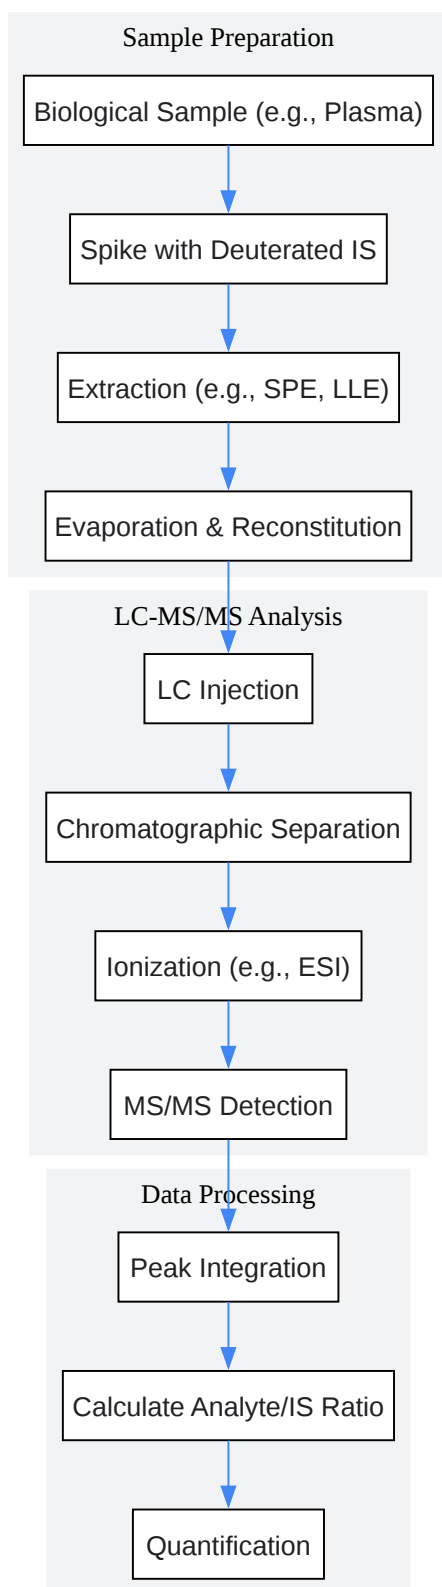 Sample Preparation
Biological Sample (e.g., Plasma)
Spike with Deuterated IS
Extraction (e.g., SPE, LLE)
Evaporation & Reconstitution
LC-MS/MS Analysis
LC Injection
Chromatographic Separation
Ionization (e.g., ESI)
MS/MS Detection
Data Processing
Peak Integration
Calculate Analyte/IS Ratio
Quantification